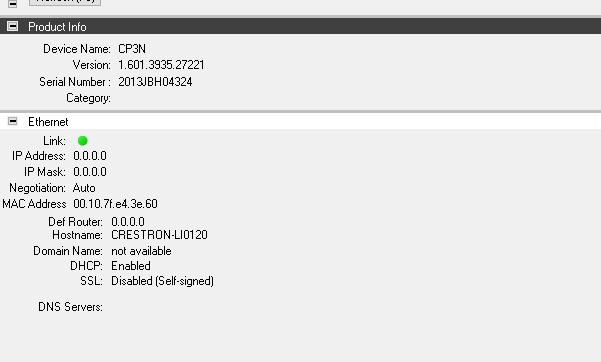 Product Info
Device Name: CP3N
Version: 1.601.3935.27221
Serial Number : 2013JBH04324
Category:
Ethernet
Link:
IP Address: 0.0.0.0
IP Mask: 0.0.0.0
Negotiation: Auto
MAC Address 00.10.7f.e4.3e.60
Def Router: 0.0.0.0
Hostname: CRESTRON-LI0120
Domain Name: not available
DHCP: Enabled
SSL: Disabled (Self-signed)
DNS Servers: